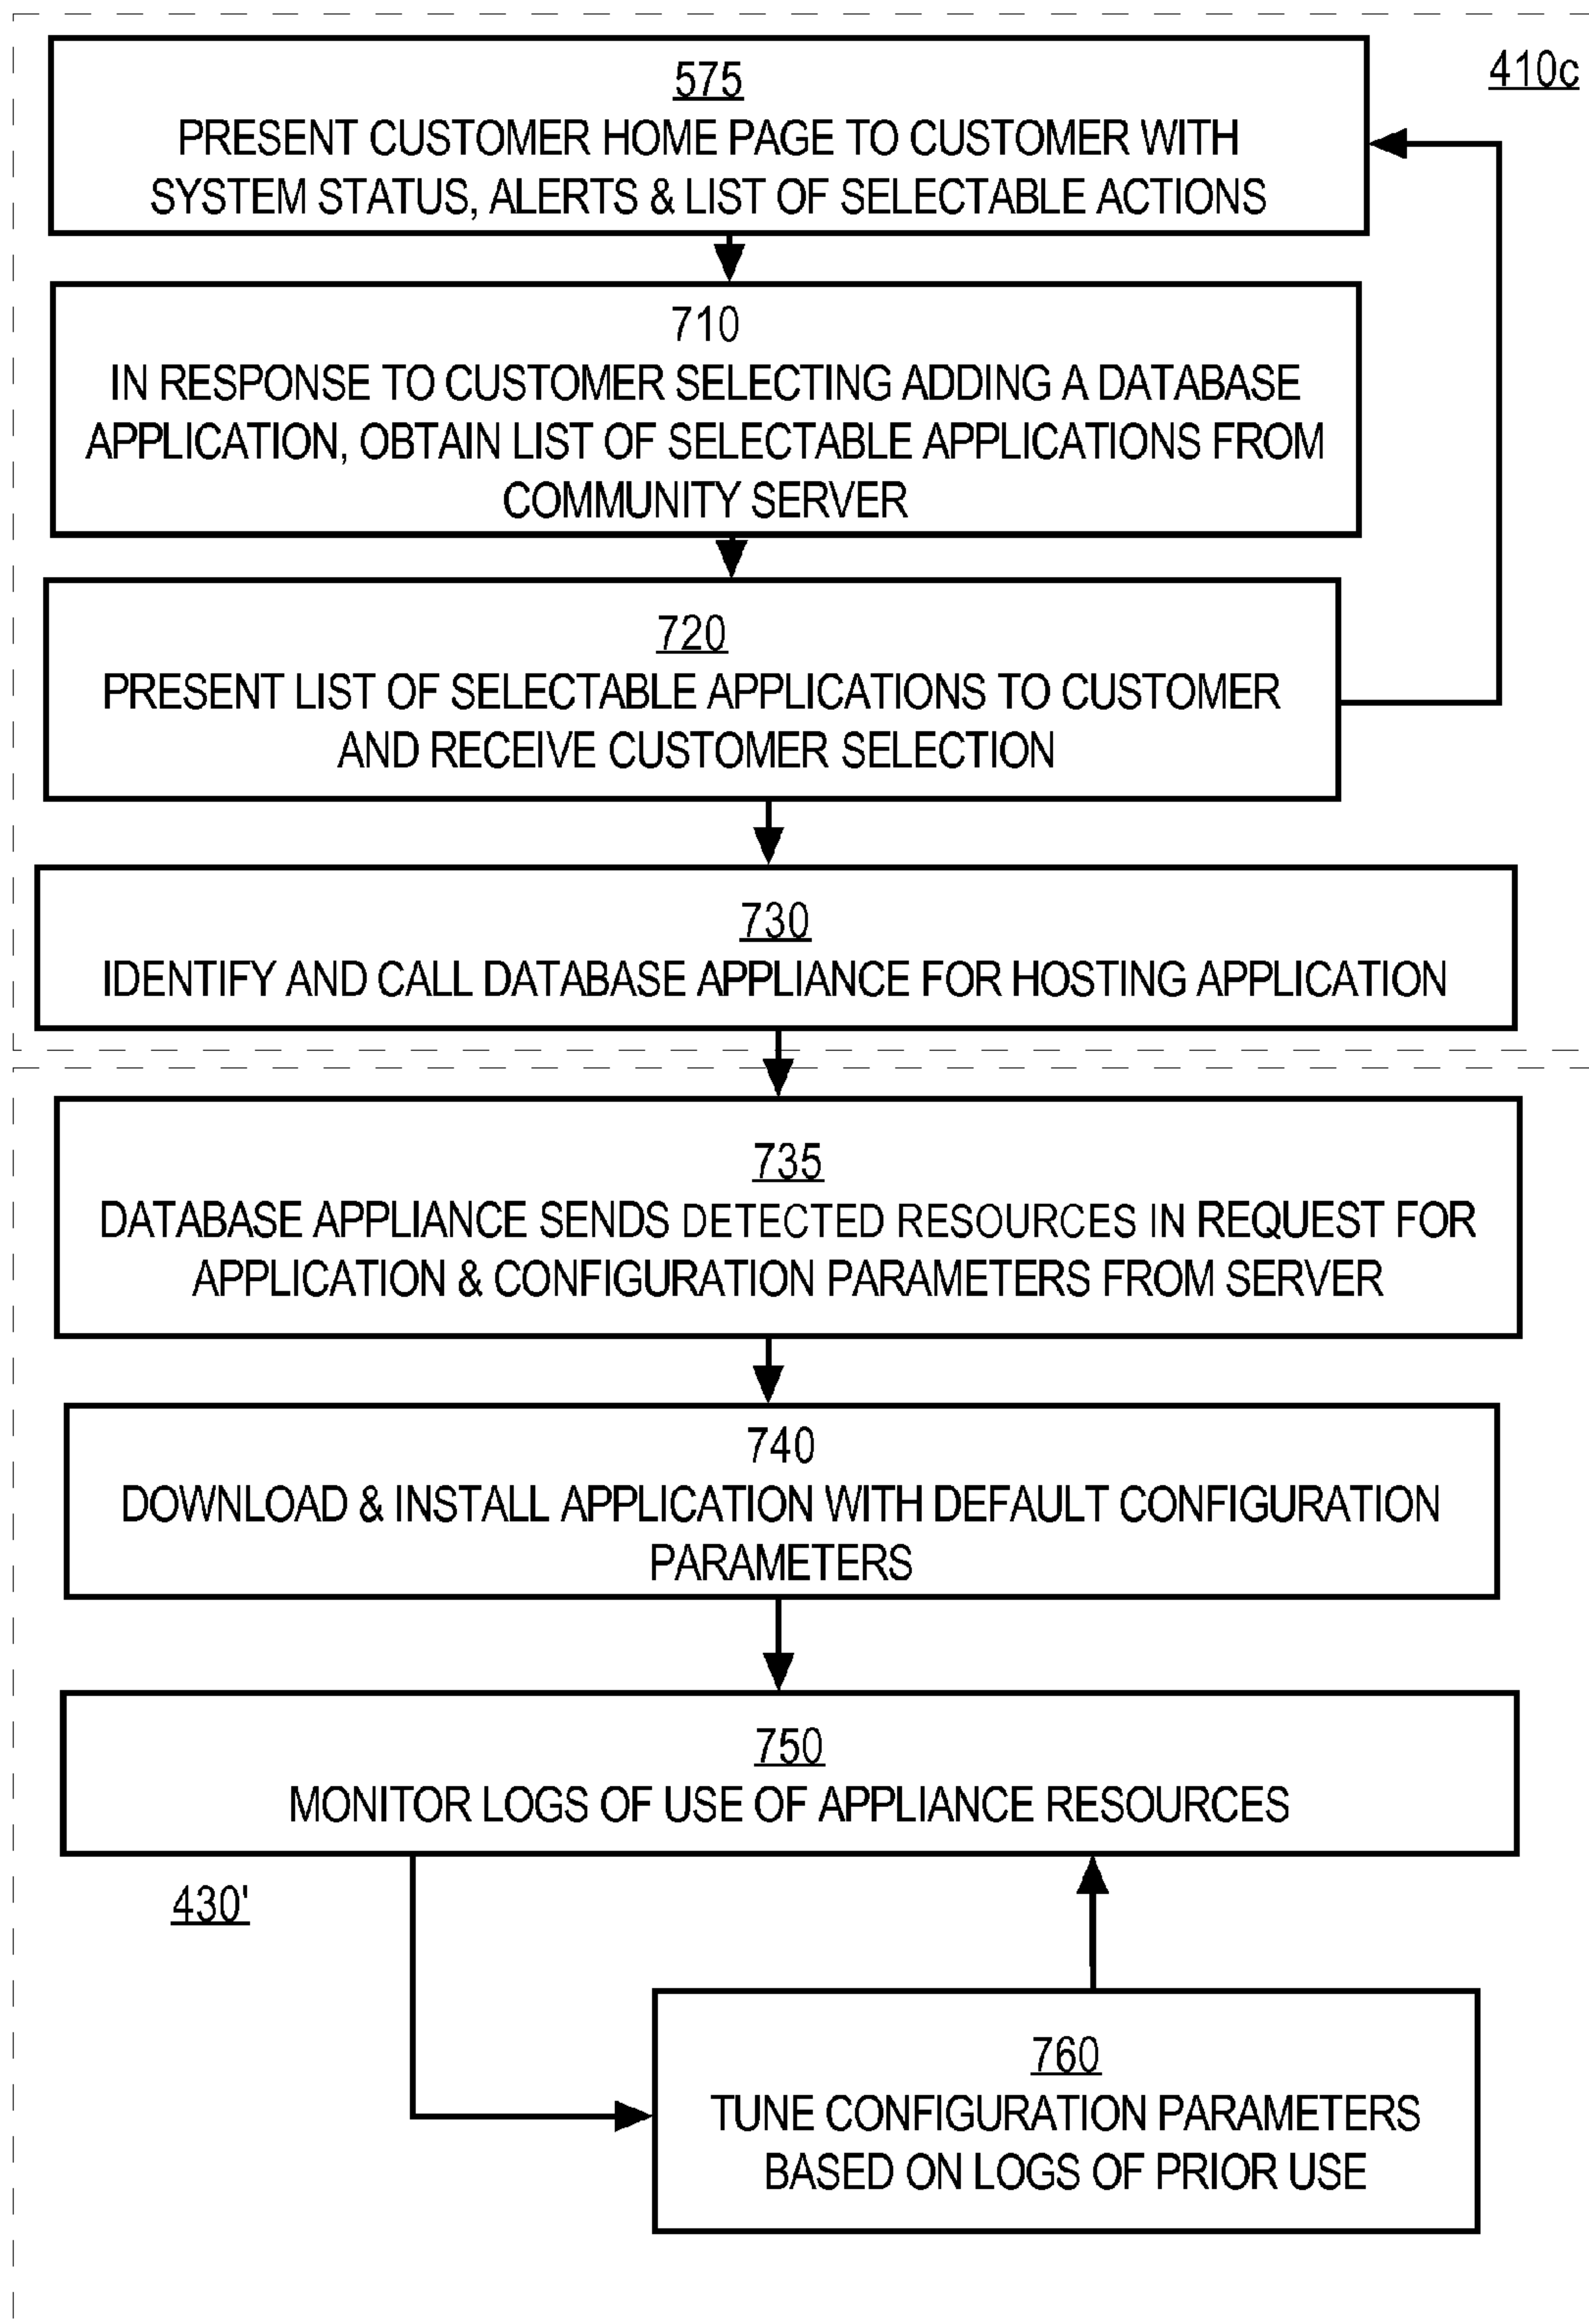 575
410c
PRESENT CUSTOMER HOME PAGE TO CUSTOMER WITH
SYSTEM STATUS, ALERTS & LIST OF SELECTABLE ACTIONS
710
IN RESPONSE TO CUSTOMER SELECTING ADDING A DATABASE
APPLICATION, OBTAIN LIST OF SELECTABLE APPLICATIONS FROM
COMMUNITY SERVER
720
PRESENT LIST OF SELECTABLE APPLICATIONS TO CUSTOMER
AND RECEIVE CUSTOMER SELECTION
730
IDENTIFY AND CALL DATABASE APPLIANCE FOR HOSTING APPLICATION
735
DATABASE APPLIANCE SENDS DETECTED RESOURCES IN REQUEST FOR
APPLICATION & CONFIGURATION PARAMETERS FROM SERVER
740
DOWNLOAD & INSTALL APPLICATION WITH DEFAULT CONFIGURATION
PARAMETERS
750
MONITOR LOGS OF USE OF APPLIANCE RESOURCES
430'
760
TUNE CONFIGURATION PARAMETERS
BASED ON LOGS OF PRIOR USE